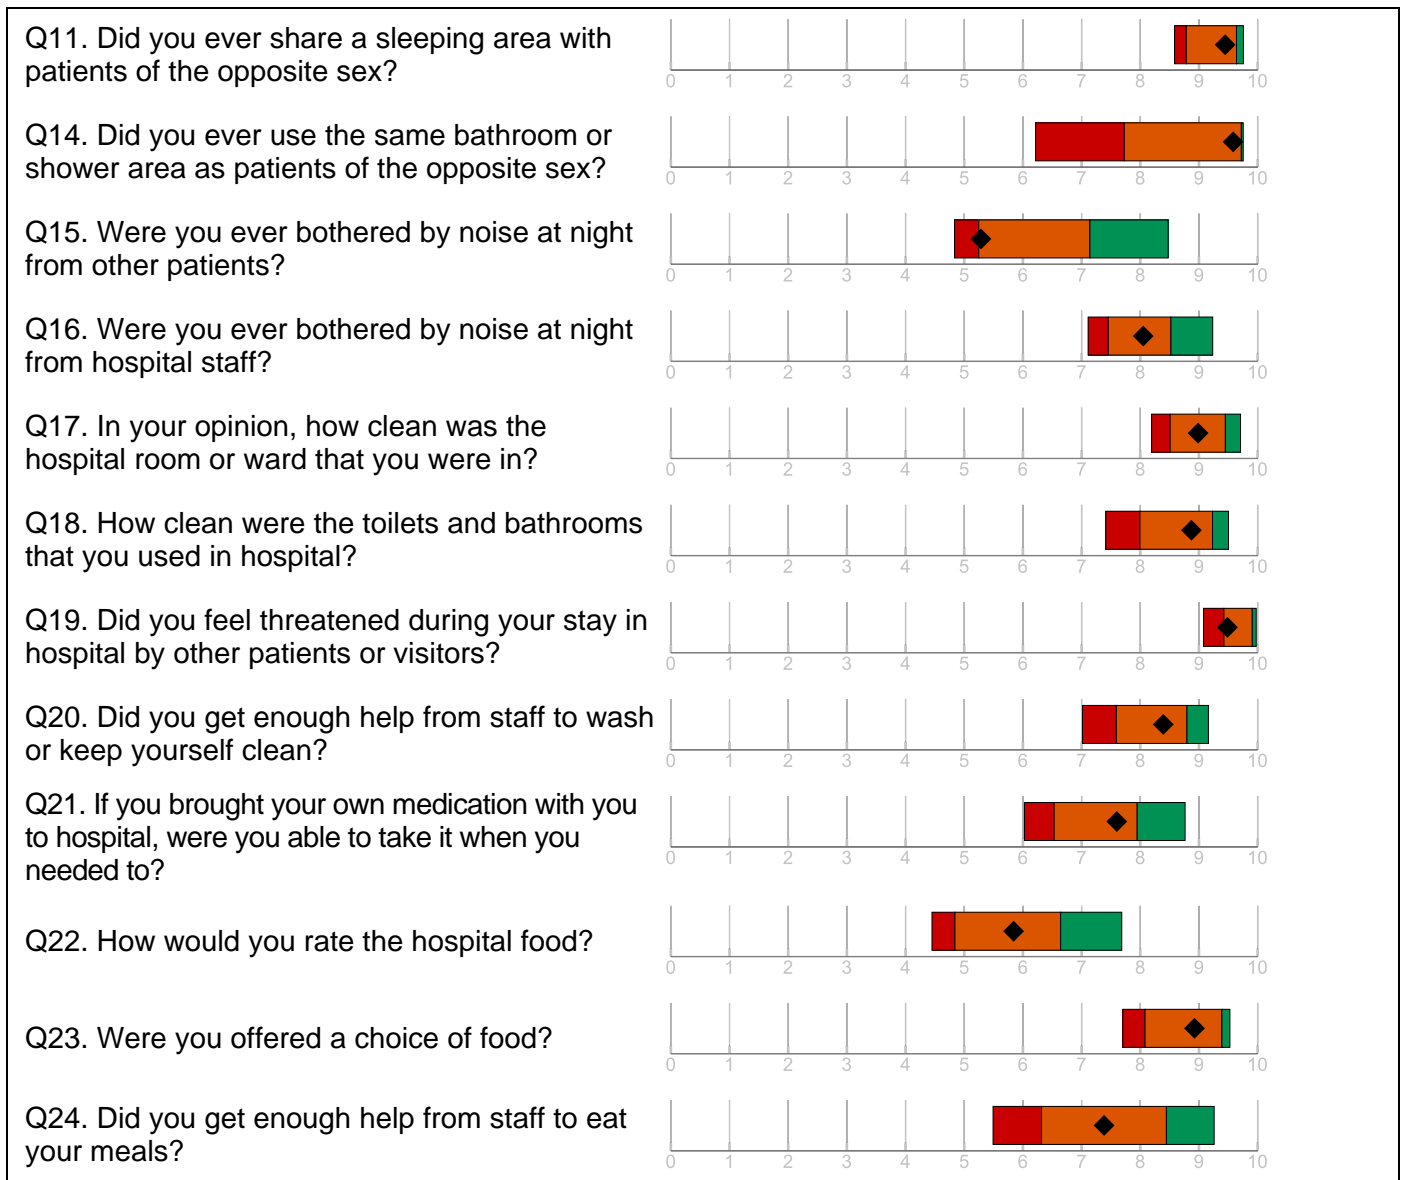 Q11. Did you ever share a sleeping area with
patients of the opposite sex?
0 1 2 3 4 5 6 7 8 9 10
Q14. Did you ever use the same bathroom or
shower area as patients of the opposite sex?
0 1 2 3 4 5 6 7 8 9 10
Q15. Were you ever bothered by noise at night
from other patients?
0 1 2 3 4 5 6 7 8 9 10
Q16. Were you ever bothered by noise at night
from hospital staff?
0 1 2 3 4 5 6 7 8 9 10
Q17. In your opinion, how clean was the
hospital room or ward that you were in?
0 1 2 3 4 5 6 7 8 9 10
Q18. How clean were the toilets and bathrooms
that you used in hospital?
0 1 2 3 4 5 6 7 8 9 10
Q19. Did you feel threatened during your stay in
hospital by other patients or visitors?
0 1 2 3 4 5 6 7 8 9 10
Q20. Did you get enough help from staff to wash
or keep yourself clean?
0 1 2 3 4 5 6 7 8 9 10
Q21. If you brought your own medication with you
to hospital, were you able to take it when you
needed to?
0 1 2 3 4 5 6 7 8 9 10
Q22. How would you rate the hospital food?
0 1 2 3 4 5 6 7 8 9 10
Q23. Were you offered a choice of food?
0 1 2 3 4 5 6 7 8 9 10
Q24. Did you get enough help from staff to eat
your meals?
0 1 2 3 4 5 6 7 8 9 10